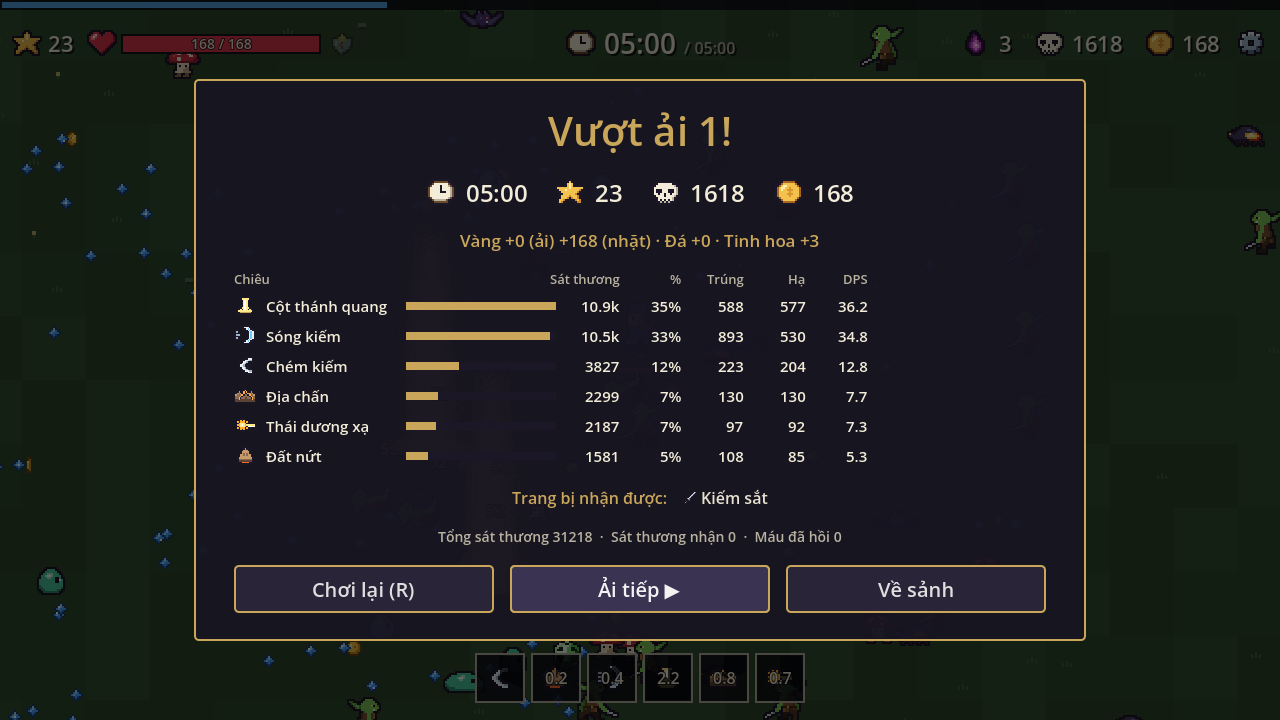 23 168 / 168 05:00 / 05:00 3 1618 168
Vượt ải 1!
05:00 23 1618 168
Vàng +0 (ải) +168 (nhặt) · Đá +0 · Tinh hoa +3
Chiêu Sát thương % Trúng Hạ DPS
Cột thánh quang 10.9k 35% 588 577 36.2
Sóng kiếm 10.5k 33% 893 530 34.8
Chém kiếm 3827 12% 223 204 12.8
Địa chấn 2299 7% 130 130 7.7
Thái dương xạ 2187 7% 97 92 7.3
Đất nứt 1581 5% 108 85 5.3
Trang bị nhận được: Kiếm sắt
Tổng sát thương 31218 · Sát thương nhận 0 · Máu đã hồi 0
Chơi lại (R) Ải tiếp ▶ Về sảnh
0.2 0.4 2.2 0.8 0.7